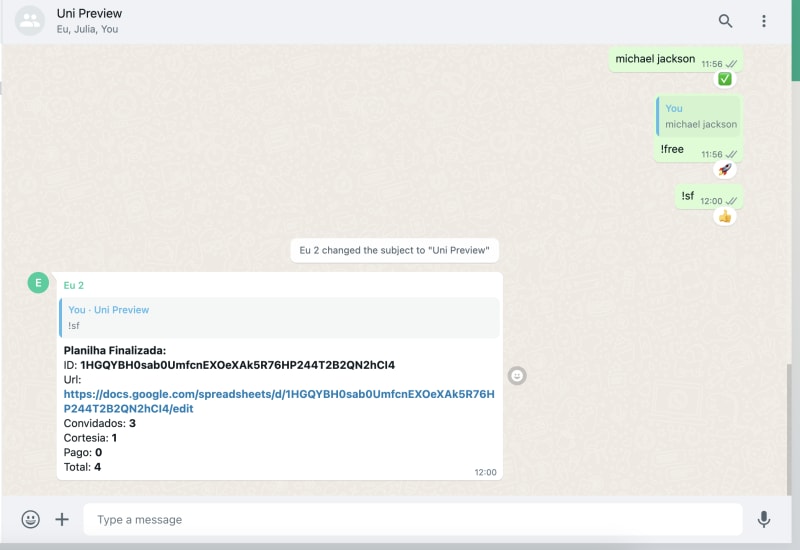 Uni Preview
Eu, Julia, You
michael jackson 11:56
You
michael jackson
!free 11:56
!sf 12:00
Eu 2 changed the subject to "Uni Preview"
E
Eu 2
You · Uni Preview
!sf
Planilha Finalizada:
ID: 1HGQYBH0sab0UmfcnEXOeXAk5R76HP244T2B2QN2hCI4
Url:
https://docs.google.com/spreadsheets/d/1HGQYBH0sab0UmfcnEXOeXAk5R76H
P244T2B2QN2hCI4/edit
Convidados: 3
Cortesia: 1
Pago: 0
Total: 4
12:00
Type a message